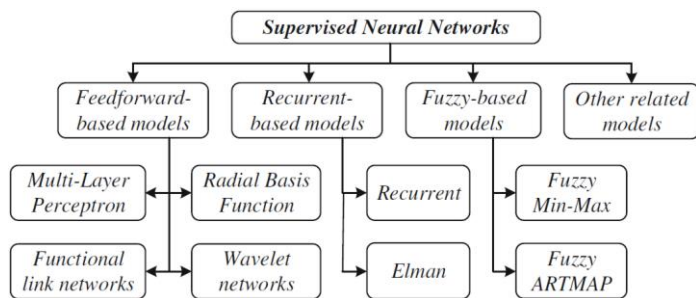 Supervised Neural Networks
Feedforward-
based models
Recurrent-
based models
Fuzzy-based
models
Other related
models
Multi-Layer
Perceptron
Radial Basis
Function
Recurrent
Fuzzy
Min-Max
Functional
link networks
Wavelet
networks
Elman
Fuzzy
ARTMAP